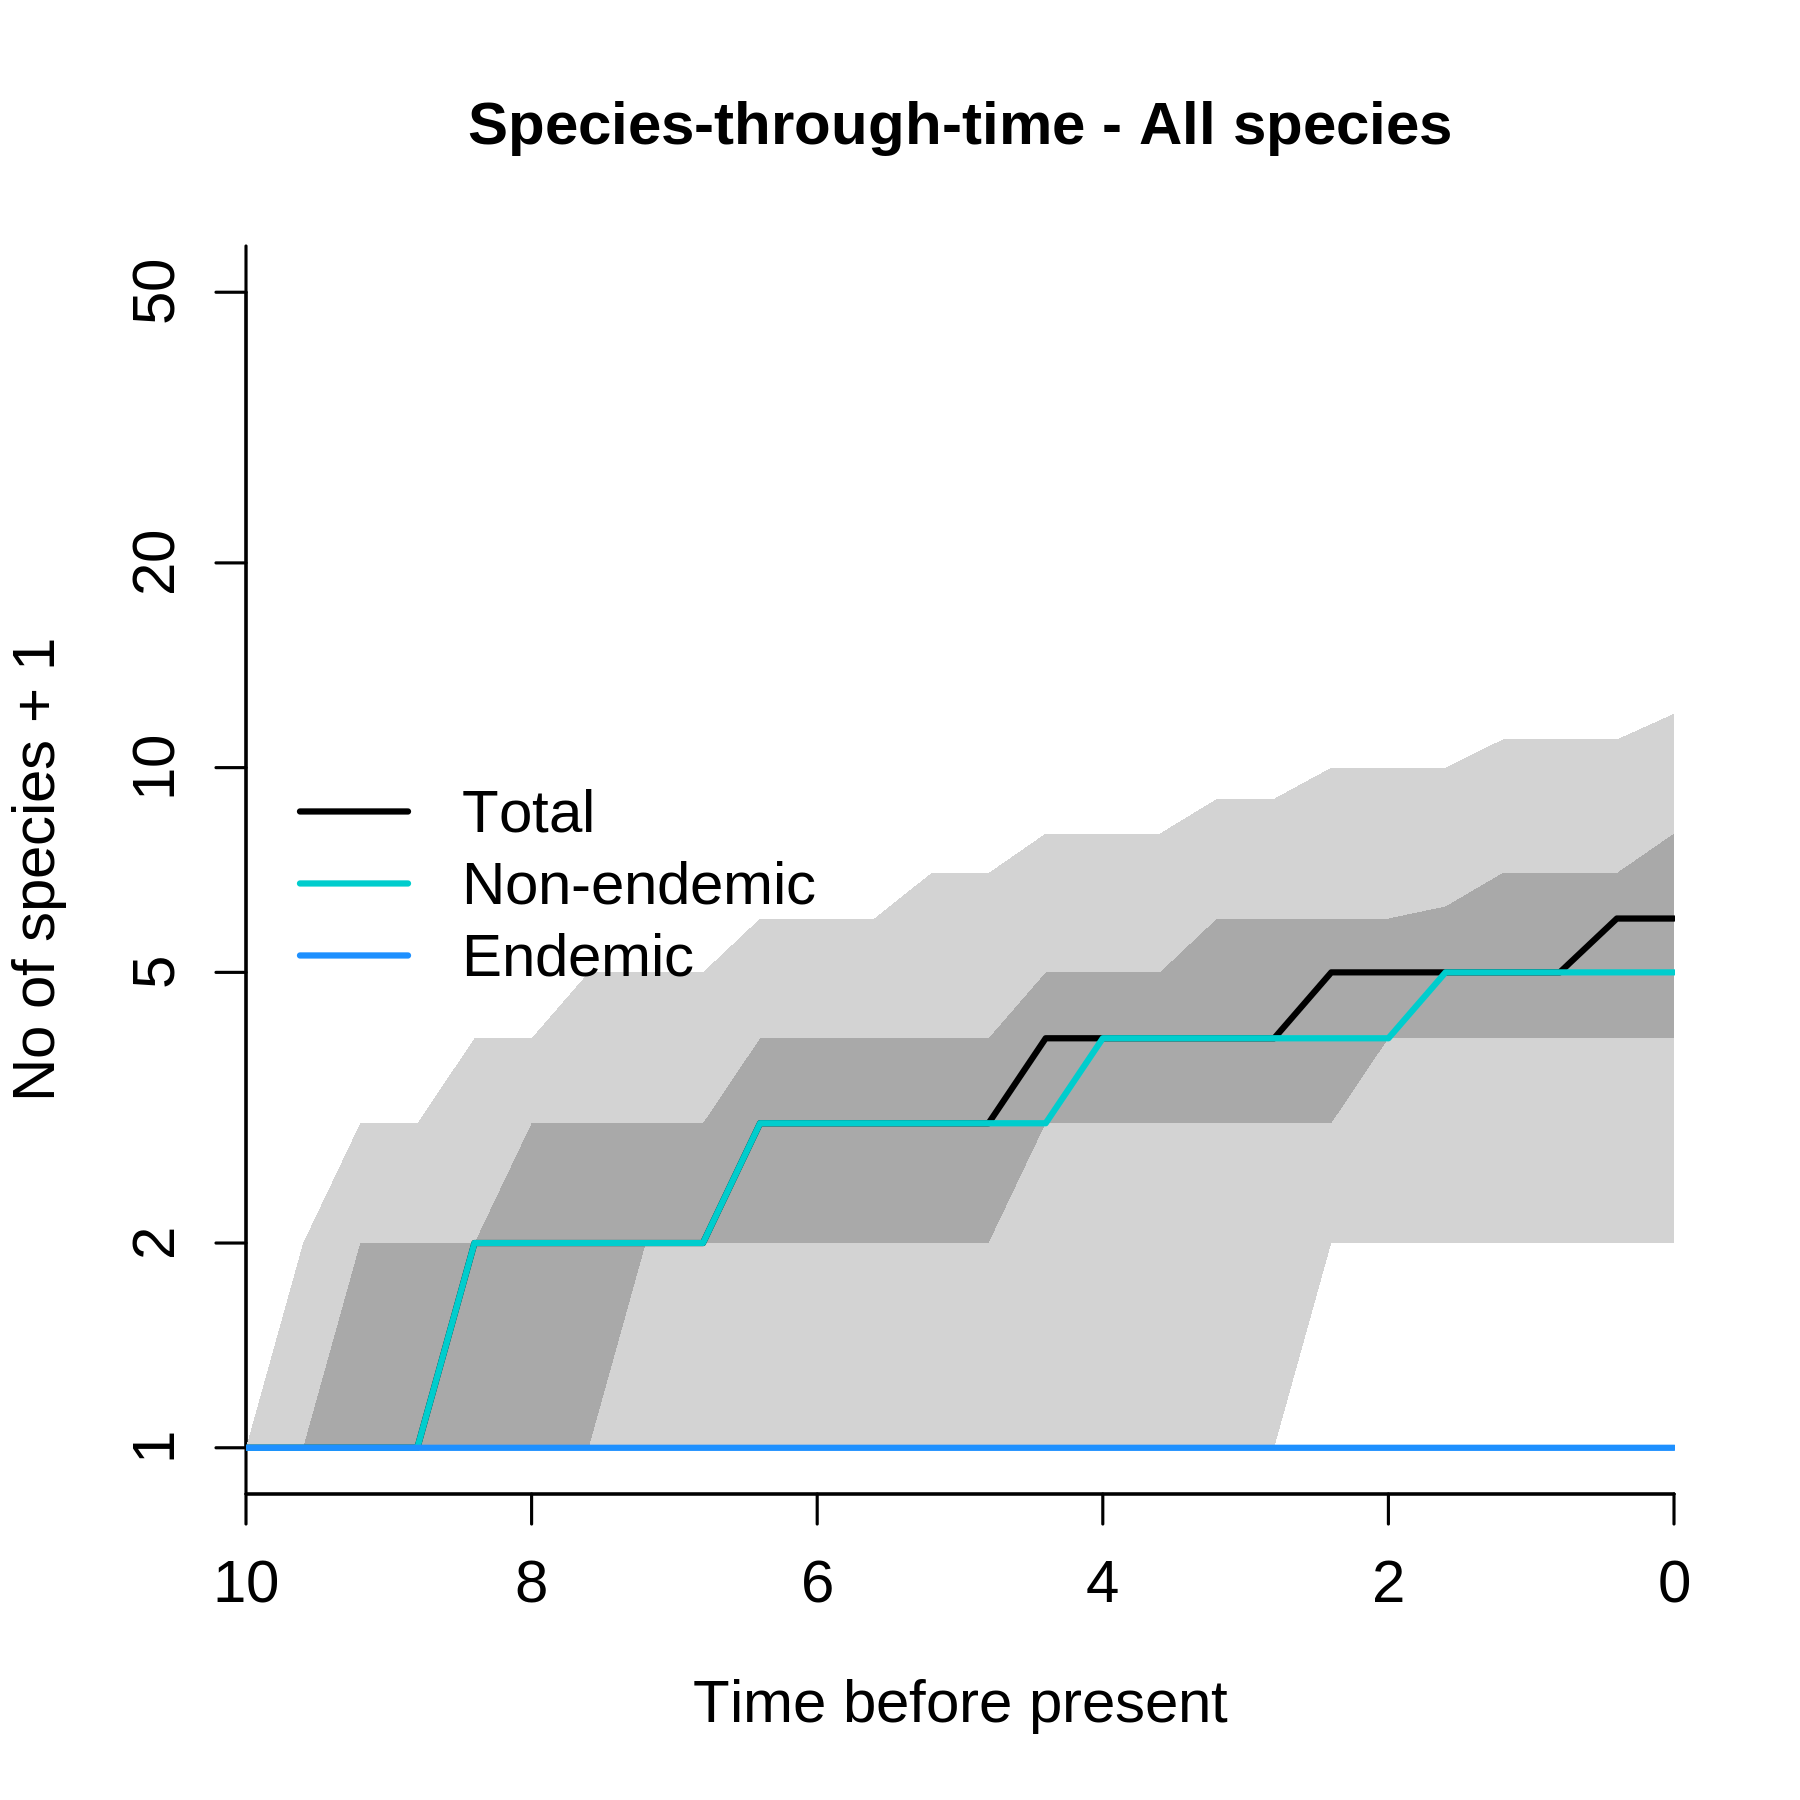 Species-through-time - All species
No of species + 1
50
20
10
5
2
1
Total
Non-endemic
Endemic
10 8 6 4 2 0
Time before present